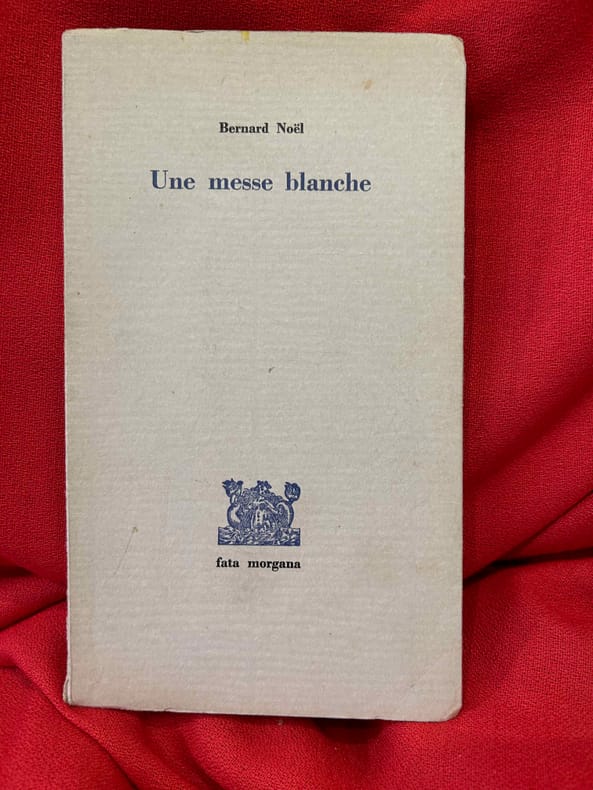 Bernard Noël
Une messe blanche
fata morgana